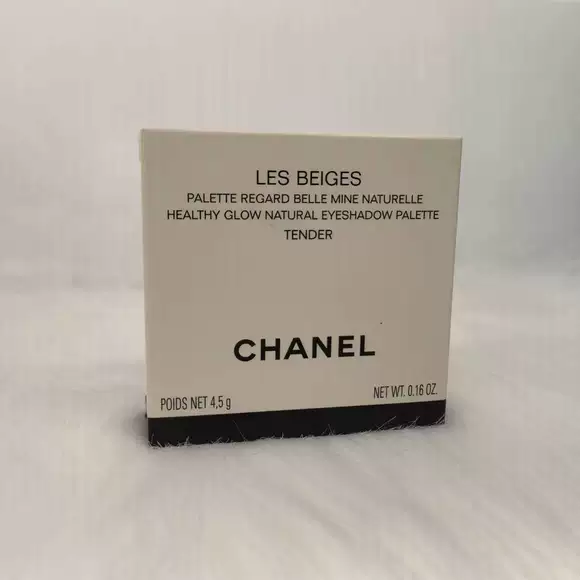 LES BEIGES
PALETTE REGARD BELLE MINE NATURELLE
HEALTHY GLOW NATURAL EYESHADOW PALETTE
TENDER
CHANEL
POIDS NET 4,5 g
NET WT. 0.16 OZ.